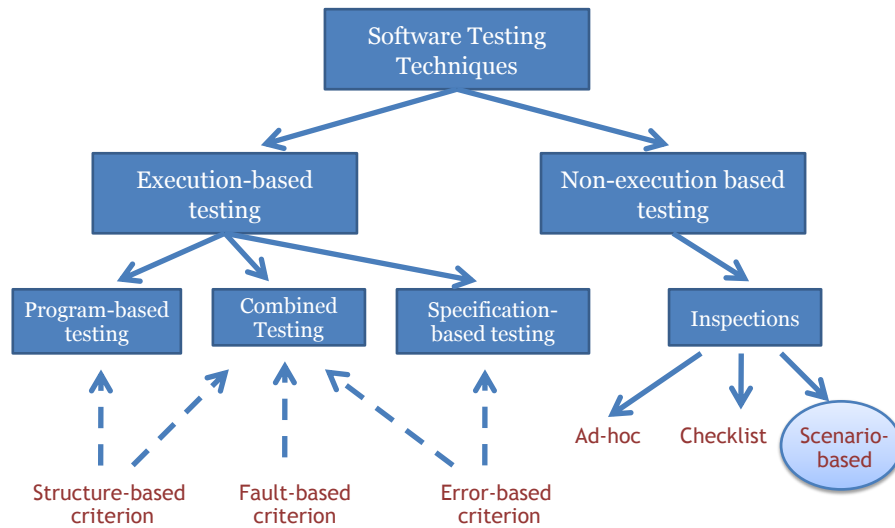 Software Testing
Techniques
Execution-based
testing
Non-execution based
testing
Program-based
testing
Combined
Testing
Specification-
based testing
Inspections
Ad-hoc
Checklist
Scenario-
based
Structure-based
criterion
Fault-based
criterion
Error-based
criterion